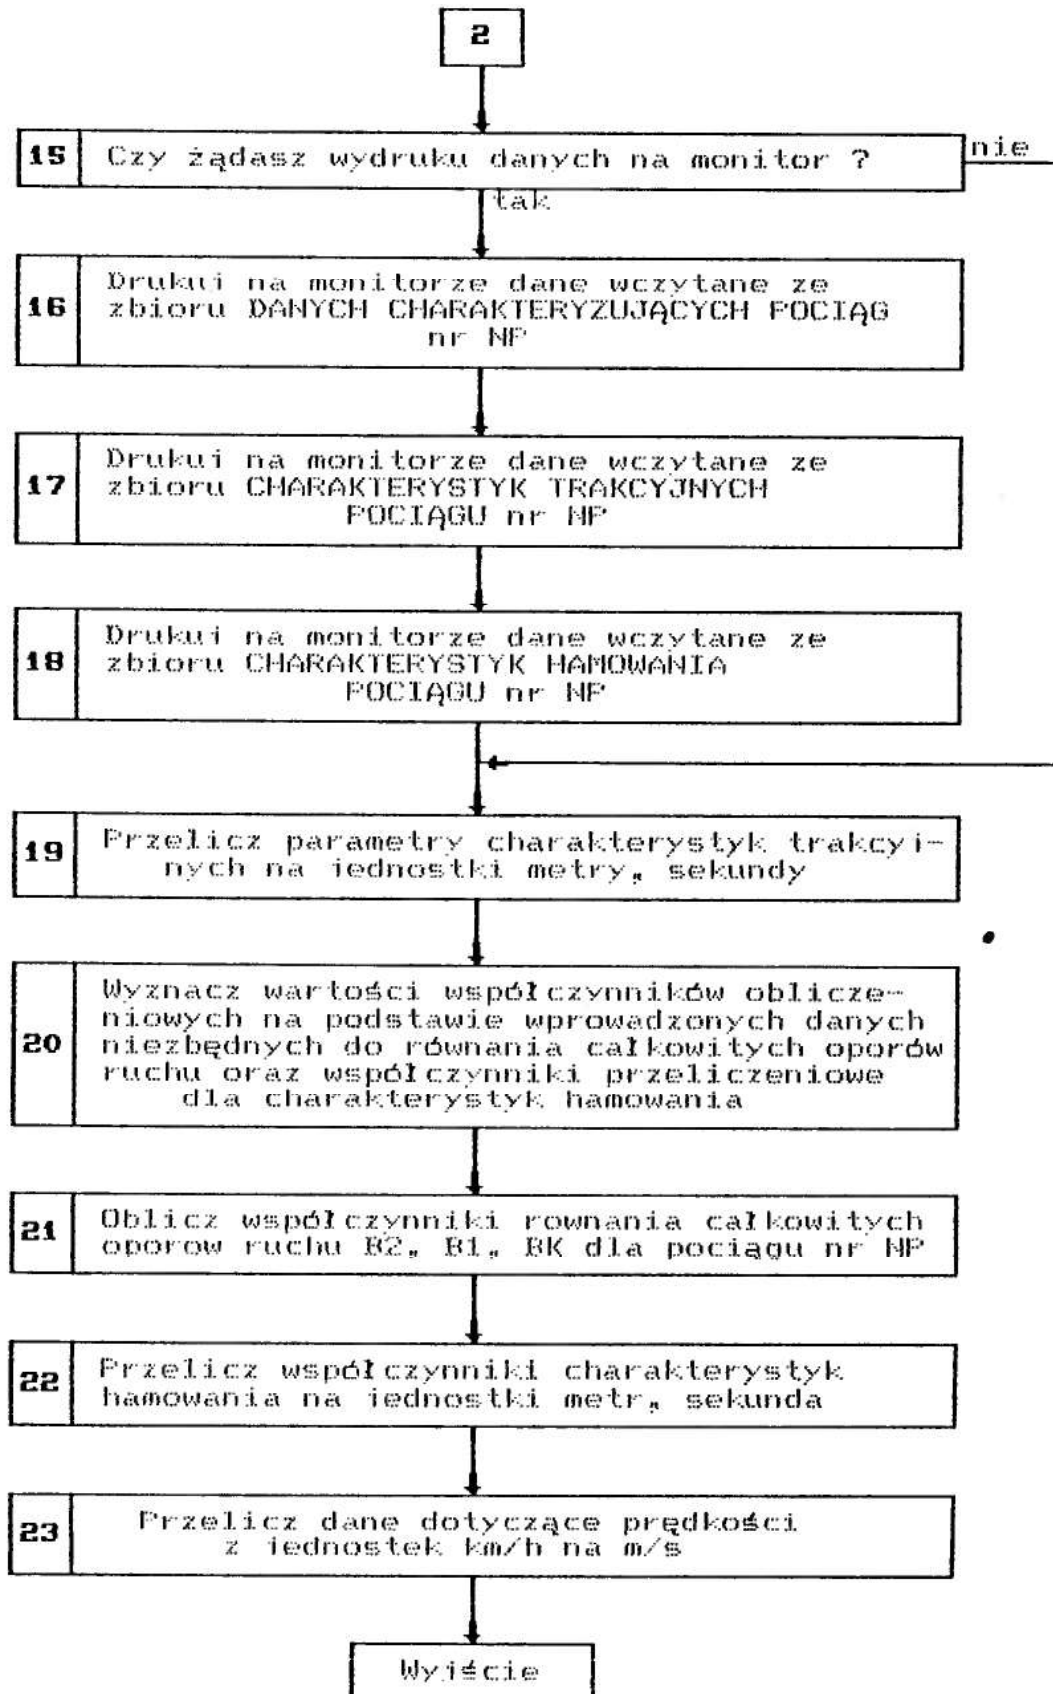 2
15 Czy żądasz wydruku danych na monitor ? nie
tak
16 Drukuj na monitorze dane wczytane ze
zbioru DANYCH CHARAKTERYZUJĄCYCH POCIĄG
nr NP
17 Drukuj na monitorze dane wczytane ze
zbioru CHARAKTERYSTYK TRAKCYJNYCH
POCIĄGU nr NP
18 Drukuj na monitorze dane wczytane ze
zbioru CHARAKTERYSTYK HAMOWANIA
POCIĄGU nr NP
19 Przelicz parametry charakterystyk trakcyj-
nych na jednostki metry, sekundy
20 Wyznacz wartości współczynników oblicze-
niowych na podstawie wprowadzonych danych
niezbędnych do równania całkowitych oporów
ruchu oraz współczynniki przeliczeniowe
dla charakterystyk hamowania
21 Oblicz współczynniki rownania całkowitych
oporow ruchu B2, B1, BK dla pociągu nr NP
22 Przelicz współczynniki charakterystyk
hamowania na jednostki metr, sekunda
23 Przelicz dane dotyczące prędkości
z jednostek km/h na m/s
Wyjście